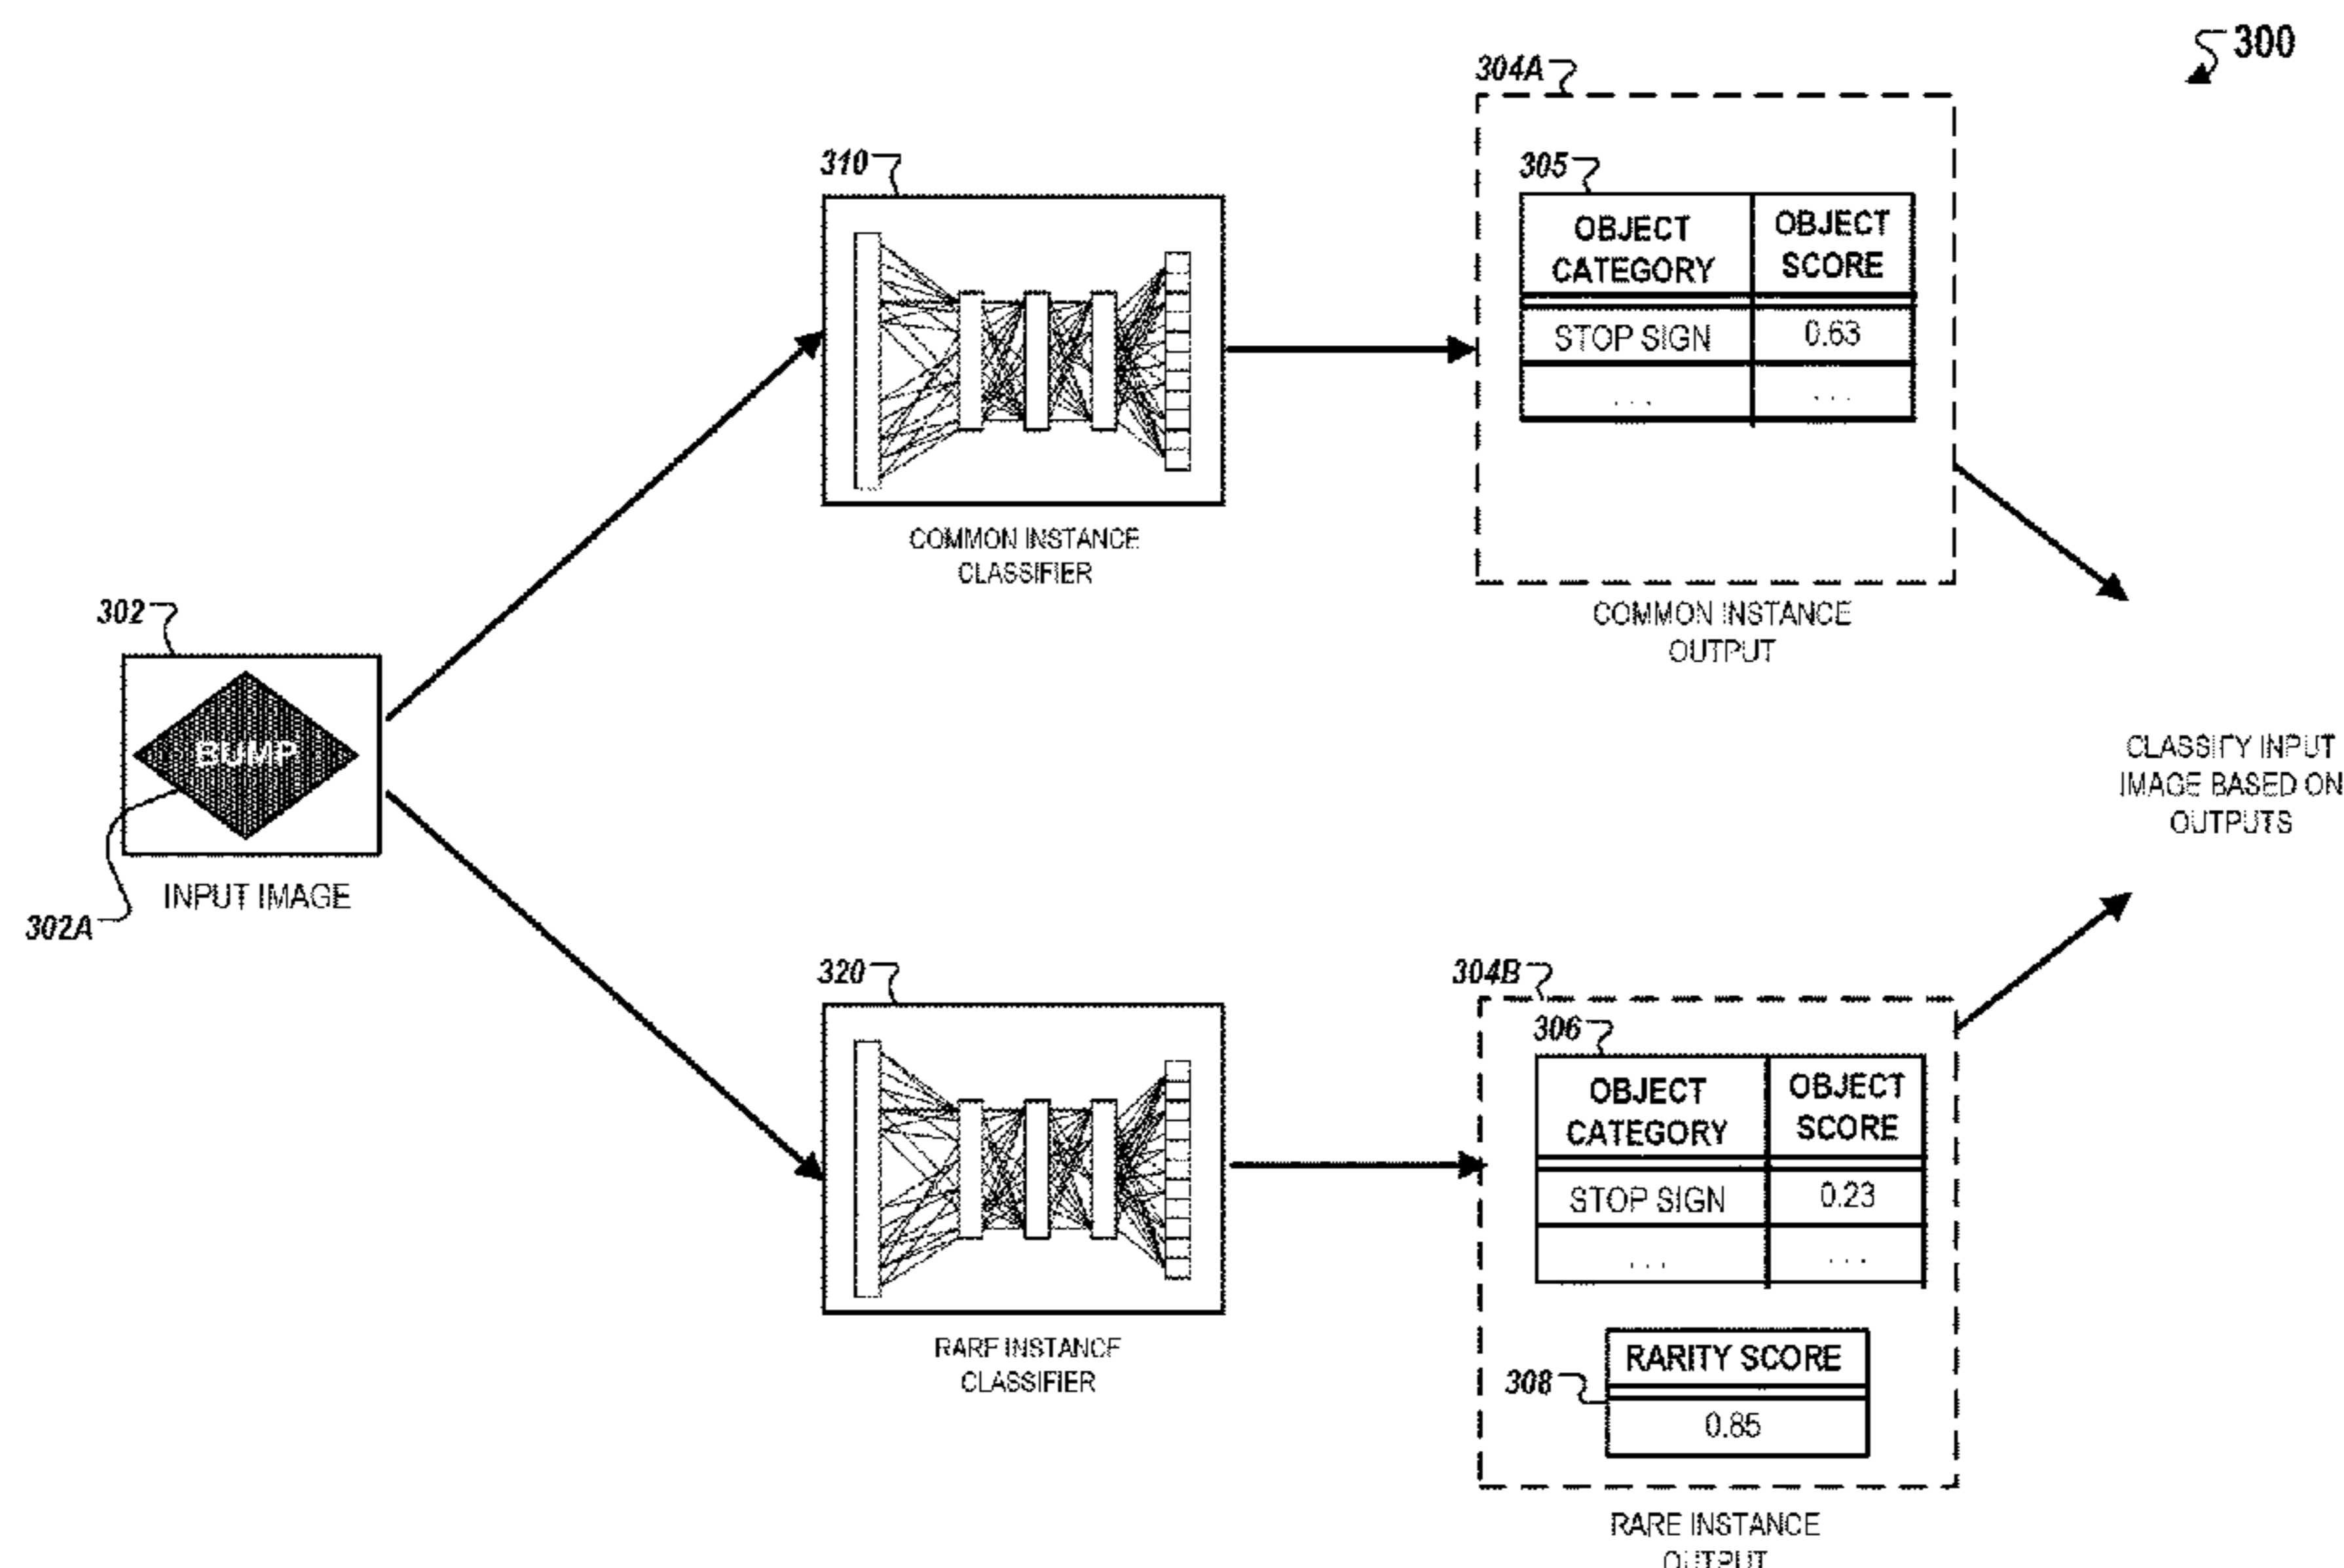 300
304A
310
305
OBJECT CATEGORY
OBJECT SCORE
STOP SIGN
0.63
. . .
. . .
COMMON INSTANCE
CLASSIFIER
COMMON INSTANCE
OUTPUT
302
BUMP
INPUT IMAGE
302A
CLASSIFY INPUT
IMAGE BASED ON
OUTPUTS
320
304B
306
OBJECT CATEGORY
OBJECT SCORE
STOP SIGN
0.23
. . .
. . .
RARE INSTANCE
CLASSIFIER
RARITY SCORE
308
0.85
RARE INSTANCE
OUTPUT